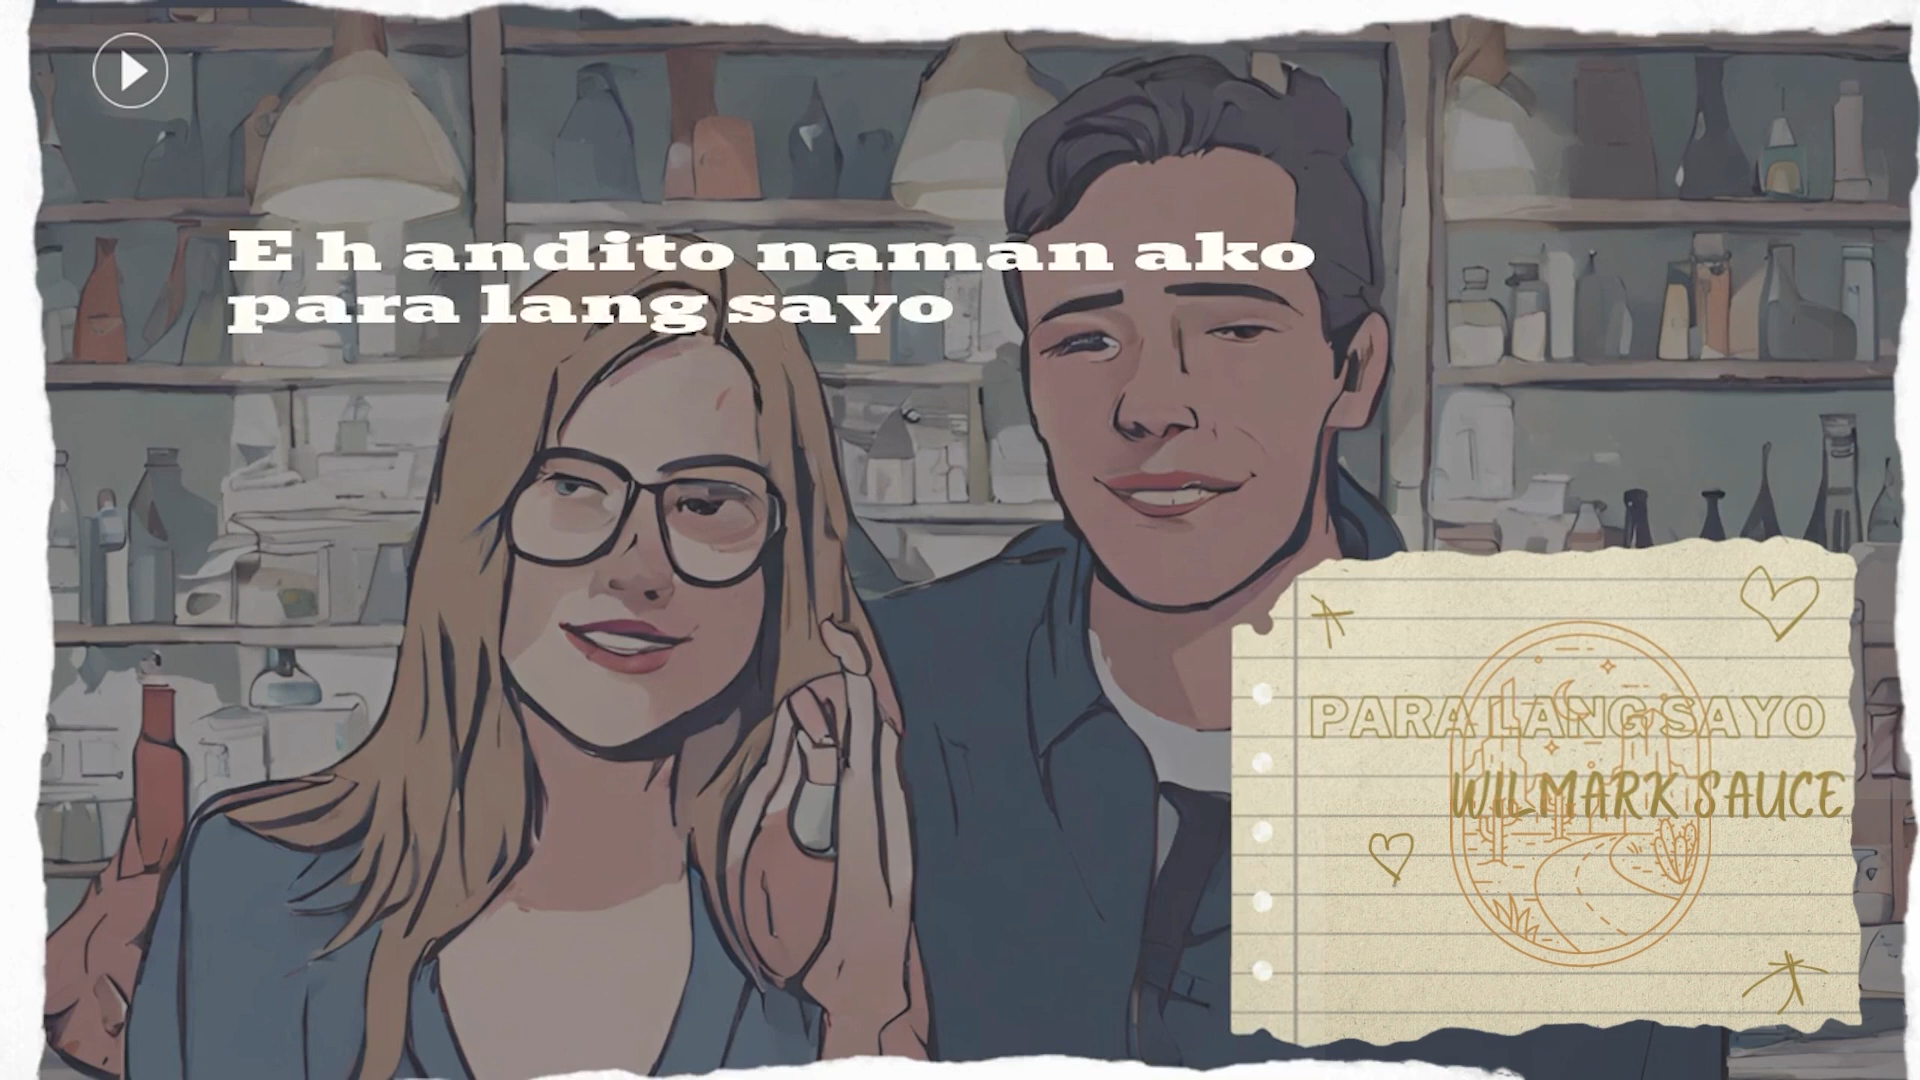 E h andito naman ako
para lang sayo
PARA LANG SAYO
WILMARK SAUCE